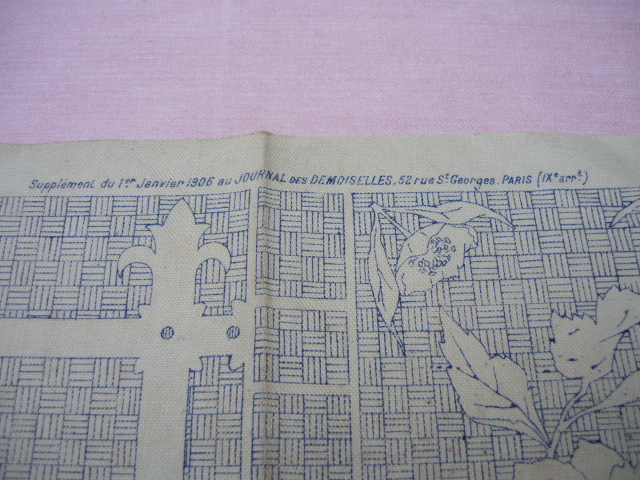 Supplément du 1er Janvier 1906 au JOURNAL DES DEMOISELLES. 52 rue St Georges. PARIS (IXe arrt)